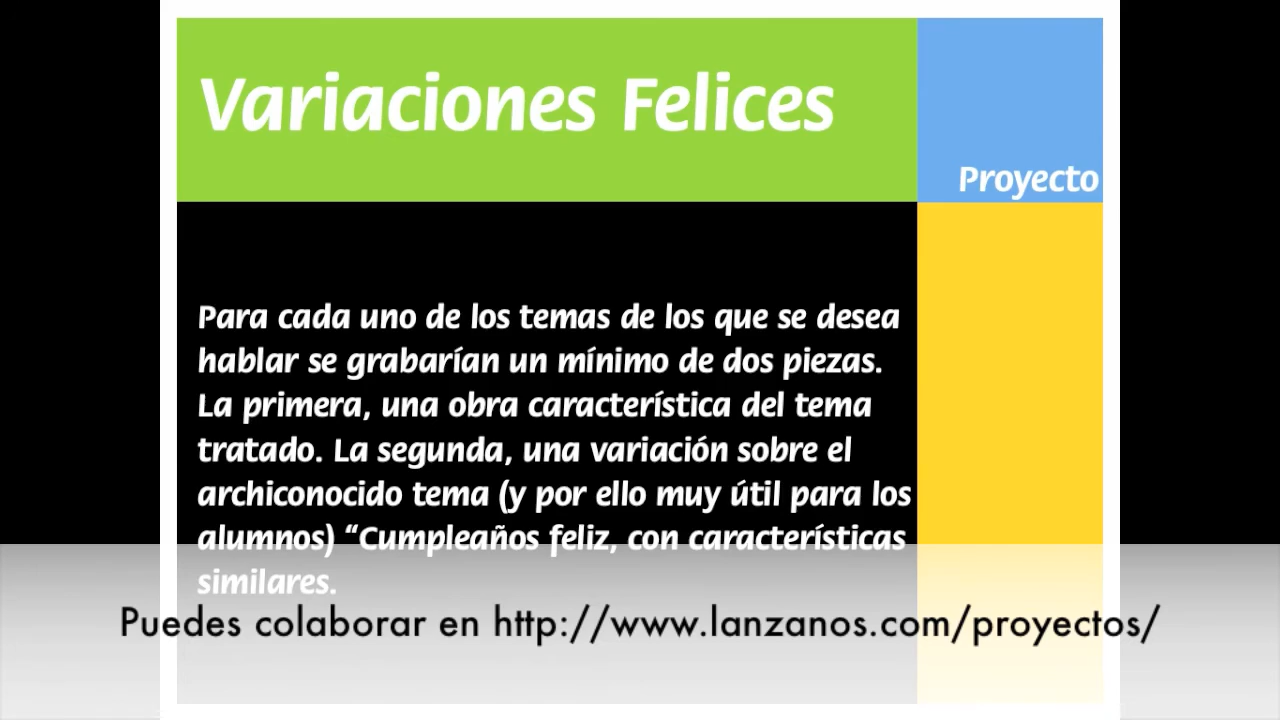 Variaciones Felices
Proyecto
Para cada uno de los temas de los que se desea
hablar se grabarían un mínimo de dos piezas.
La primera, una obra característica del tema
tratado. La segunda, una variación sobre el
archiconocido tema (y por ello muy útil para los
alumnos) “Cumpleaños feliz, con características
similares.
Puedes colaborar en http://www.lanzanos.com/proyectos/